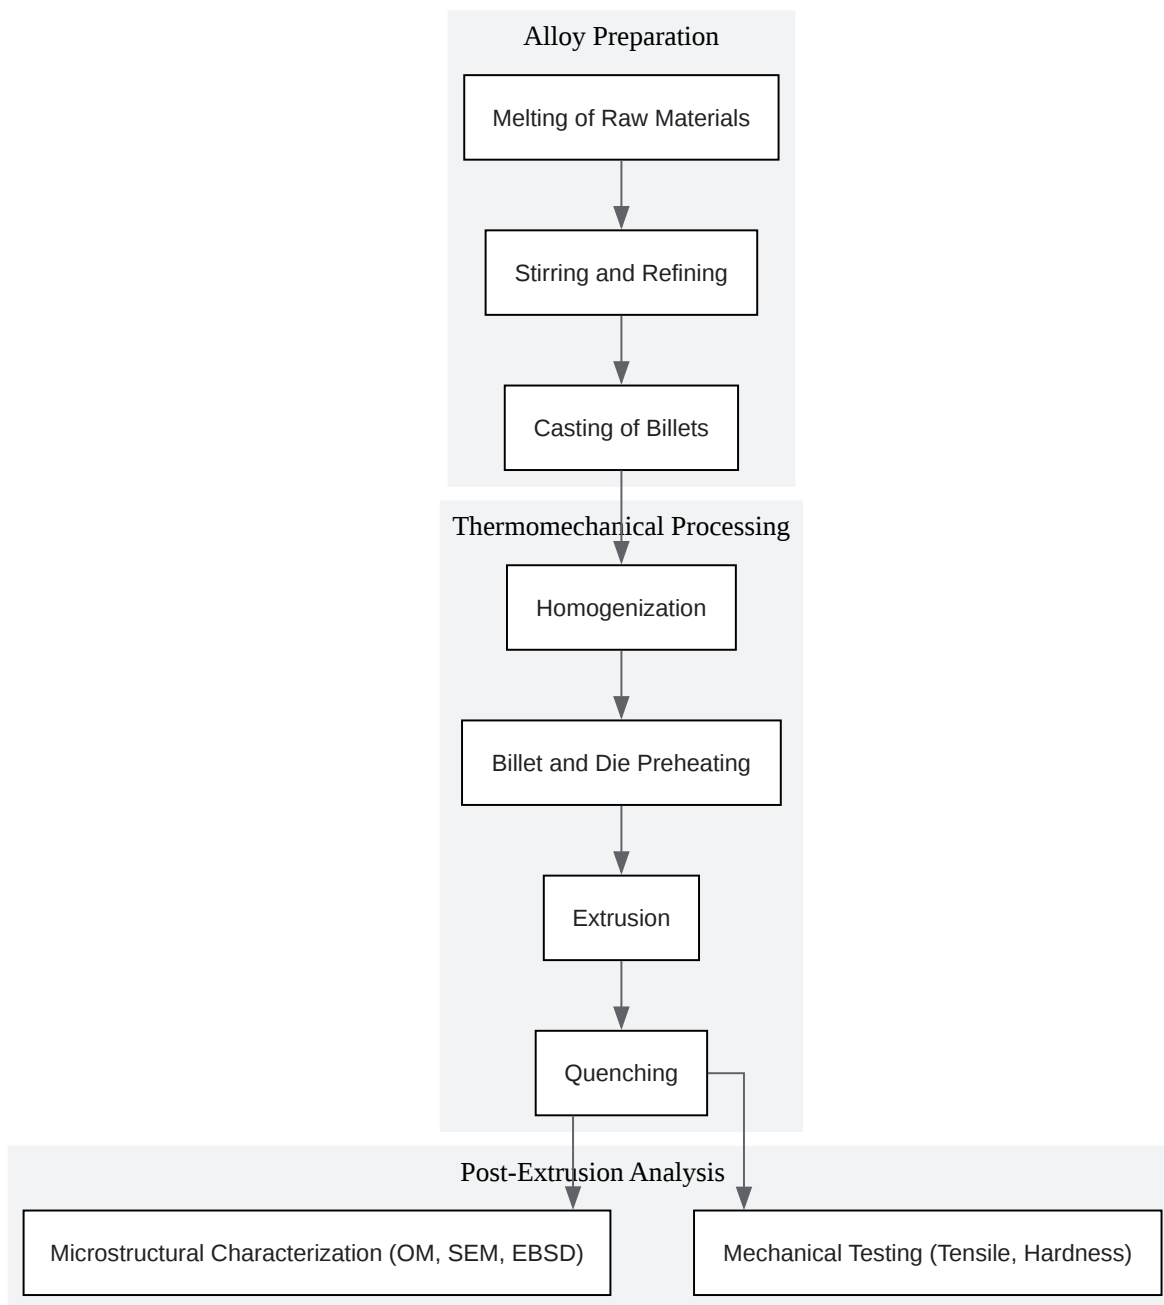 Alloy Preparation
Melting of Raw Materials
Stirring and Refining
Casting of Billets
Thermomechanical Processing
Homogenization
Billet and Die Preheating
Extrusion
Quenching
Post-Extrusion Analysis
Microstructural Characterization (OM, SEM, EBSD)
Mechanical Testing (Tensile, Hardness)